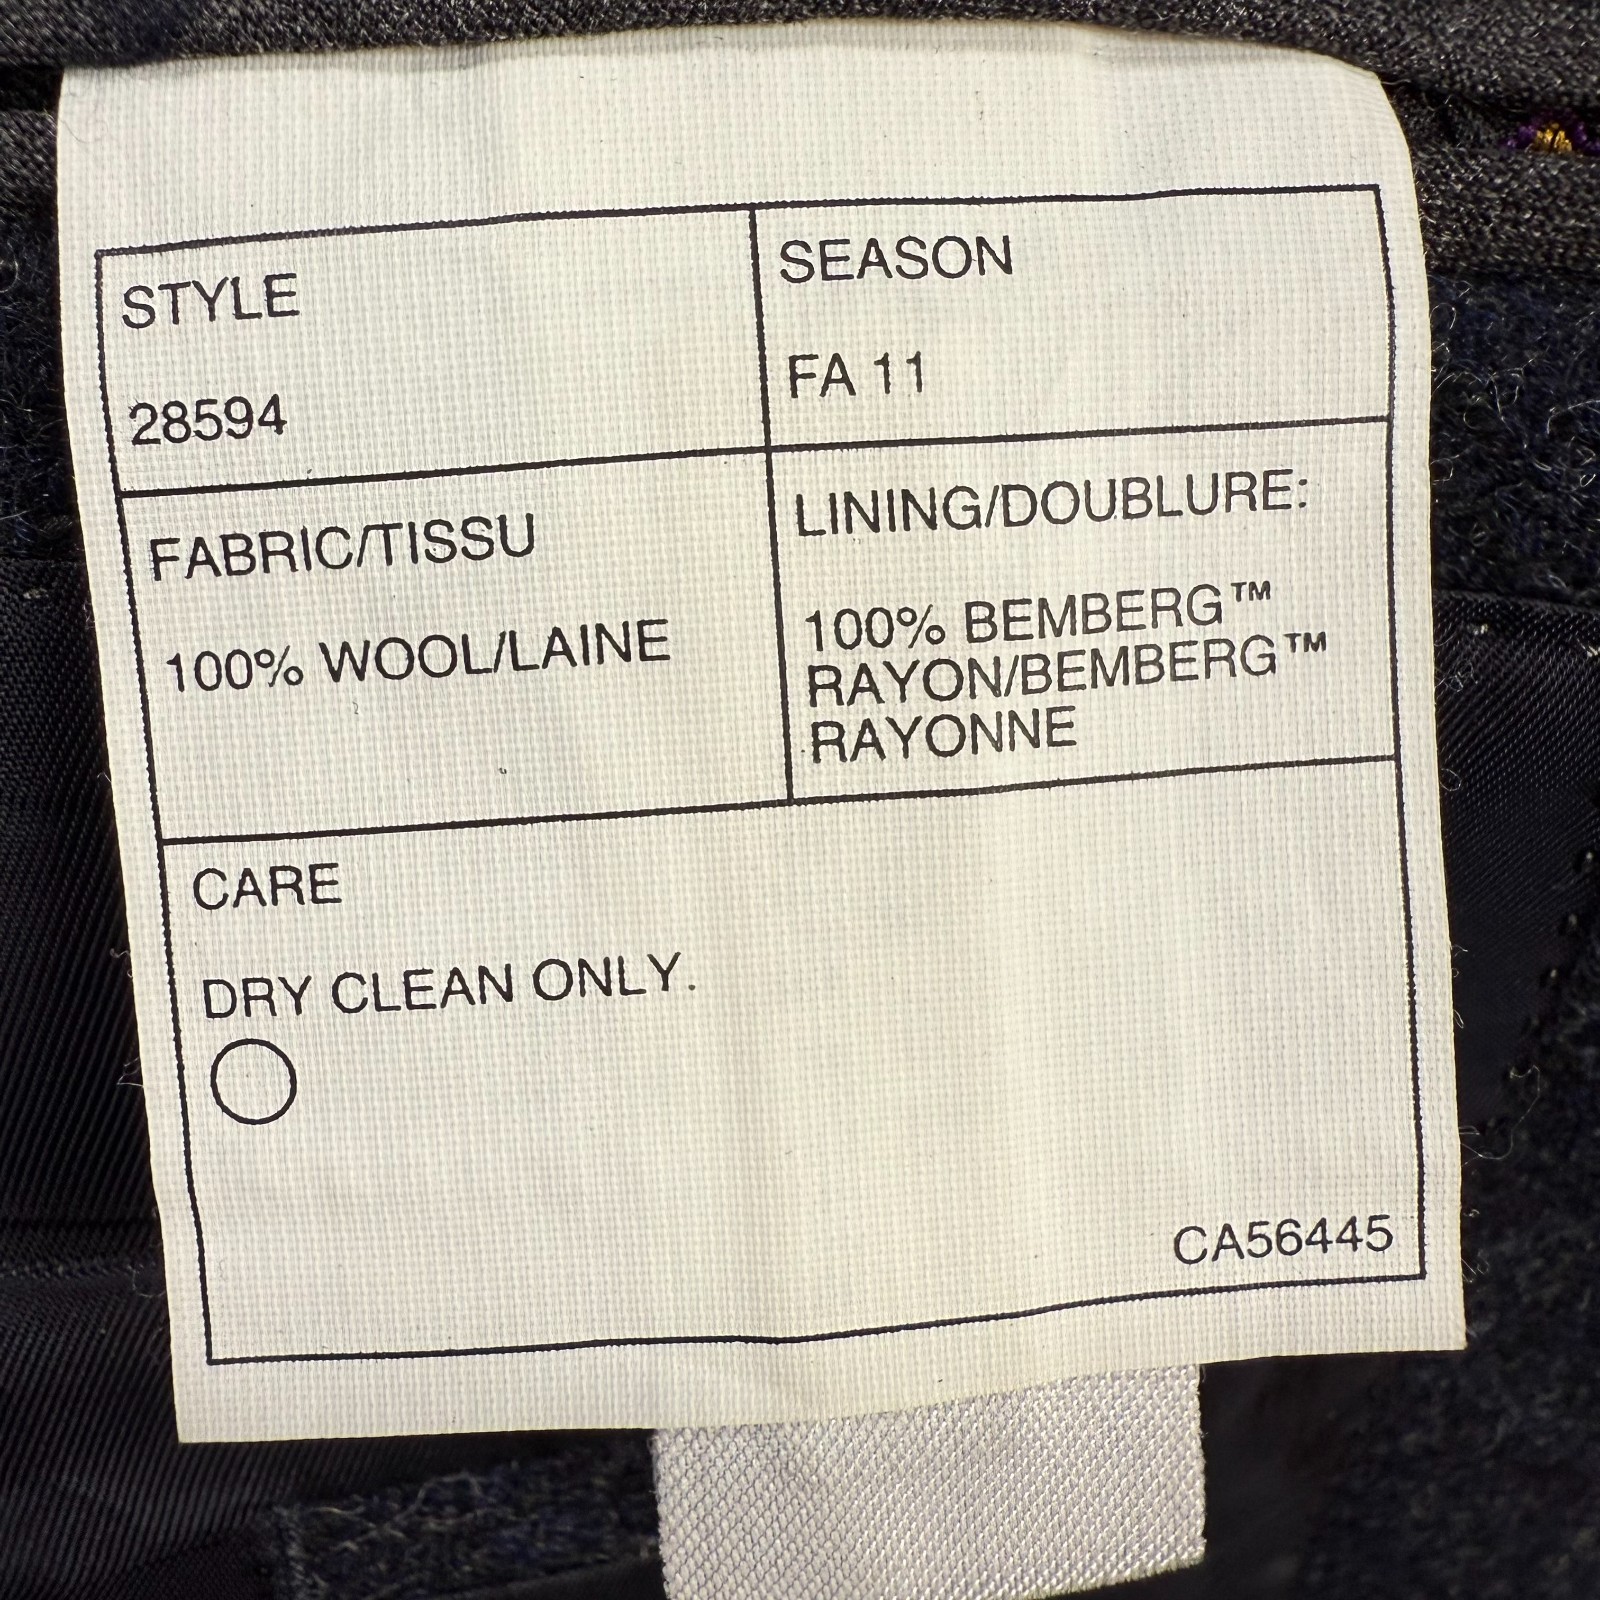 STYLE
28594
SEASON
FA 11
FABRIC/TISSU
100% WOOL/LAINE
LINING/DOUBLURE:
100% BEMBERG™
RAYON/BEMBERG™
RAYONNE
CARE
DRY CLEAN ONLY.
CA56445